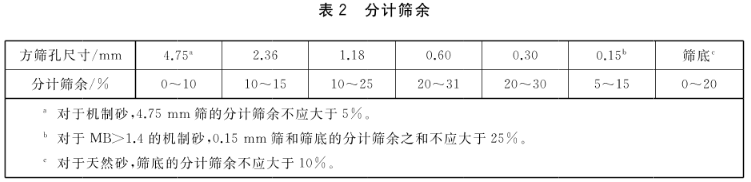 表 2 分计筛余
方筛孔尺寸/mm 4.75ᵃ 2.36 1.18 0.60 0.30 0.15ᵇ 筛底ᶜ
分计筛余/% 0～10 10～15 10～25 20～31 20～30 5～15 0～20
ᵃ 对于机制砂,4.75 mm 筛的分计筛余不应大于 5%。
ᵇ 对于 MB>1.4 的机制砂,0.15 mm 筛和筛底的分计筛余之和不应大于 25%。
ᶜ 对于天然砂,筛底的分计筛余不应大于 10%。